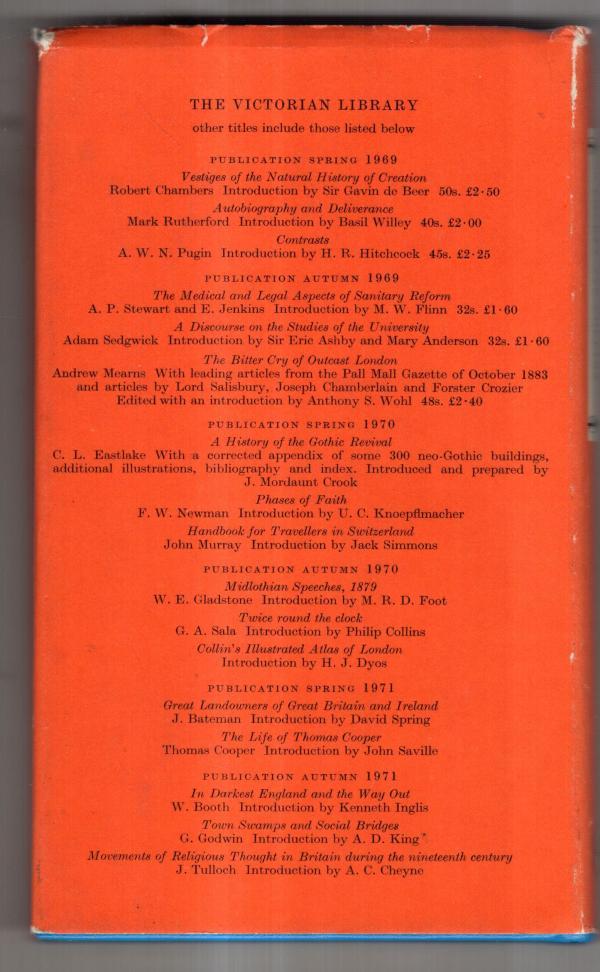 THE VICTORIAN LIBRARY
other titles include those listed below
PUBLICATION SPRING 1969
Vestiges of the Natural History of Creation
Robert Chambers Introduction by Sir Gavin de Beer 50s. £2·50
Autobiography and Deliverance
Mark Rutherford Introduction by Basil Willey 40s. £2·00
Contrasts
A. W. N. Pugin Introduction by H. R. Hitchcock 45s. £2·25
PUBLICATION AUTUMN 1969
The Medical and Legal Aspects of Sanitary Reform
A. P. Stewart and E. Jenkins Introduction by M. W. Flinn 32s. £1·60
A Discourse on the Studies of the University
Adam Sedgwick Introduction by Sir Eric Ashby and Mary Anderson 32s. £1·60
The Bitter Cry of Outcast London
Andrew Mearns With leading articles from the Pall Mall Gazette of October 1883
and articles by Lord Salisbury, Joseph Chamberlain and Forster Crozier
Edited with an introduction by Anthony S. Wohl 48s. £2·40
PUBLICATION SPRING 1970
A History of the Gothic Revival
C. L. Eastlake With a corrected appendix of some 300 neo-Gothic buildings,
additional illustrations, bibliography and index. Introduced and prepared by
J. Mordaunt Crook
Phases of Faith
F. W. Newman Introduction by U. C. Knoepflmacher
Handbook for Travellers in Switzerland
John Murray Introduction by Jack Simmons
PUBLICATION AUTUMN 1970
Midlothian Speeches, 1879
W. E. Gladstone Introduction by M. R. D. Foot
Twice round the clock
G. A. Sala Introduction by Philip Collins
Collin's Illustrated Atlas of London
Introduction by H. J. Dyos
PUBLICATION SPRING 1971
Great Landowners of Great Britain and Ireland
J. Bateman Introduction by David Spring
The Life of Thomas Cooper
Thomas Cooper Introduction by John Saville
PUBLICATION AUTUMN 1971
In Darkest England and the Way Out
W. Booth Introduction by Kenneth Inglis
Town Swamps and Social Bridges
G. Godwin Introduction by A. D. King
Movements of Religious Thought in Britain during the nineteenth century
J. Tulloch Introduction by A. C. Cheyne